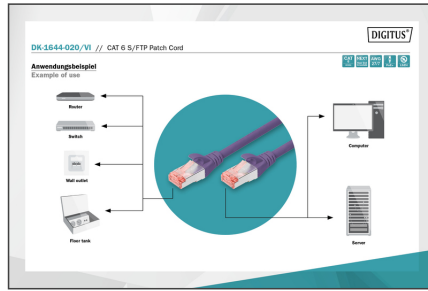 DIGITUS®
DK-1644-020/VI // CAT 6 S/FTP Patch Cord
Anwendungsbeispiel
Example of use
Router
Switch
Wall outlet
Floor tank
Computer
Server